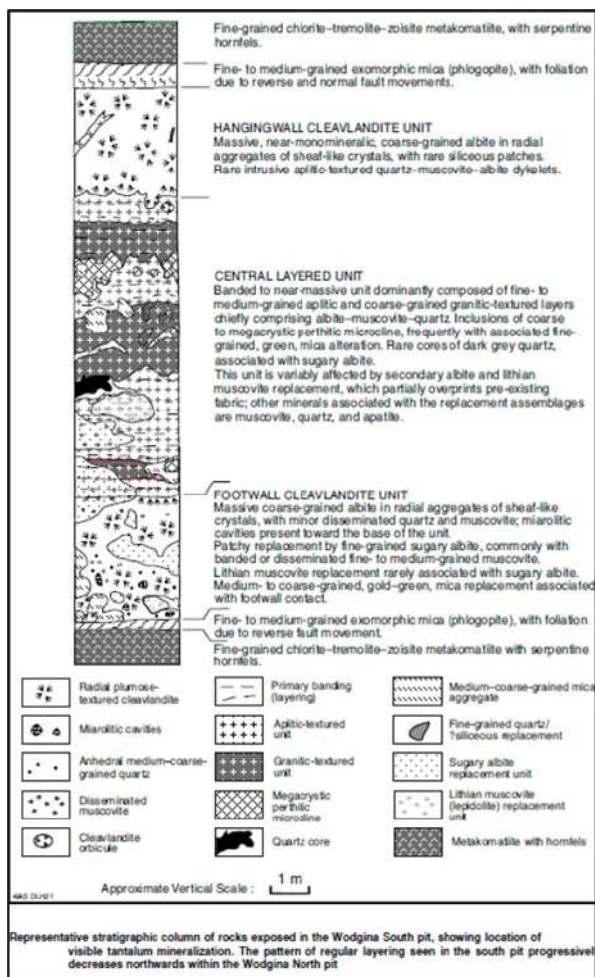 Fine-grained chlorite–tremolite–zoisite metakomatiite, with serpentine
hornfels.
Fine- to medium-grained exomorphic mica (phlogopite), with foliation
due to reverse and normal fault movements.
HANGINGWALL CLEAVLANDITE UNIT
Massive, near-monomineralic, coarse-grained albite in radial
aggregates of sheaf-like crystals, with rare siliceous patches.
Rare intrusive aplitic-textured quartz–muscovite–albite dykelets.
CENTRAL LAYERED UNIT
Banded to near-massive unit dominantly composed of fine- to
medium-grained aplitic and coarse-grained granitic-textured layers
chiefly comprising albite–muscovite–quartz. Inclusions of coarse
to megacrystic perthitic microcline, frequently with associated fine-
grained, green, mica alteration. Rare cores of dark grey quartz,
associated with sugary albite.
This unit is variably affected by secondary albite and lithian
muscovite replacement, which partially overprints pre-existing
fabric; other minerals associated with the replacement assemblages
are muscovite, quartz, and apatite.
FOOTWALL CLEAVLANDITE UNIT
Massive coarse-grained albite in radial aggregates of sheaf-like
crystals, with minor disseminated quartz and muscovite; miarolitic
cavities present toward the base of the unit.
Patchy replacement by fine-grained sugary albite, commonly with
banded or disseminated fine- to medium-grained muscovite.
Lithian muscovite replacement rarely associated with sugary albite.
Medium- to coarse-grained, gold–green, mica replacement associated
with footwall contact.
Fine- to medium-grained exomorphic mica (phlogopite), with foliation
due to reverse fault movement.
Fine-grained chlorite–tremolite–zoisite metakomatiite with serpentine
hornfels.
Radial plumose-
textured cleavlandite
Primary banding
(layering)
Medium–coarse-grained mica
aggregate
Miarolitic cavities
Aplitic-textured
unit
Fine-grained quartz/
?siliceous replacement
Anhedral medium–coarse-
grained quartz
Granitic-textured
unit
Sugary albite
replacement unit
Disseminated
muscovite
Megacrystic
perthitic
microcline
Lithian muscovite
(lepidolite) replacement
unit
Cleavlandite
orbicule
Quartz core
Metakomatiite with hornfels
Approximate Vertical Scale : 1 m
Representative stratigraphic column of rocks exposed in the Wodgina South pit, showing location of
visible tantalum mineralization. The pattern of regular layering seen in the south pit progressively
decreases northwards within the Wodgina North pit